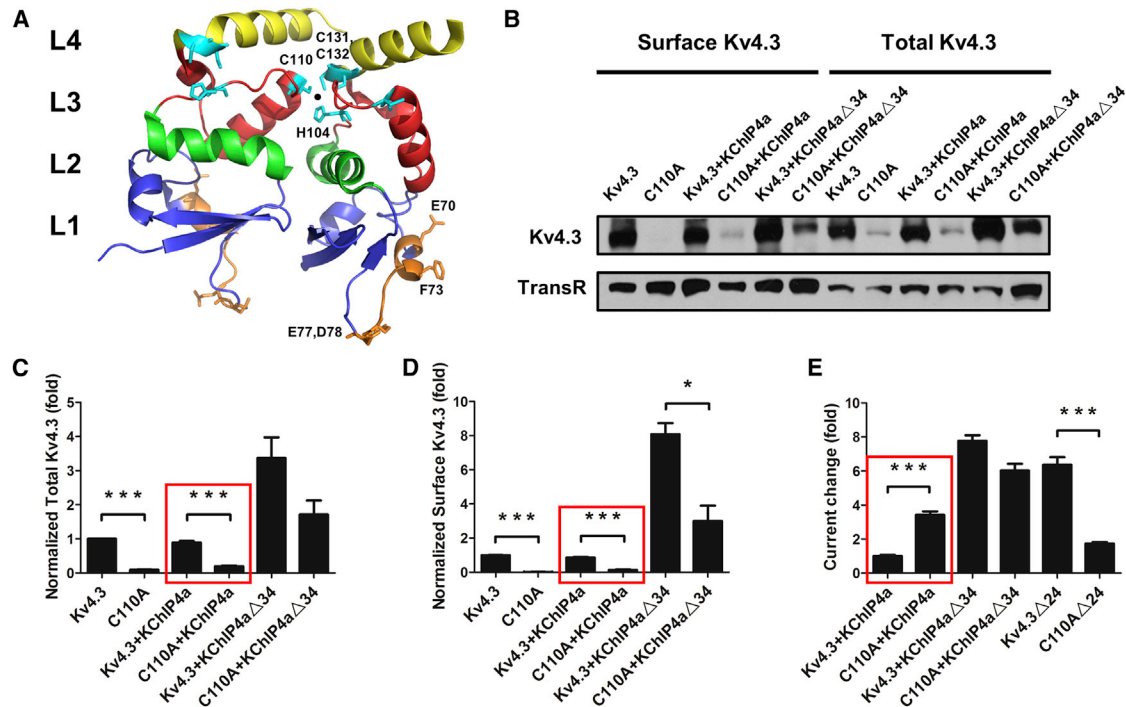 A
L4
L3
L2
L1
C131,
C132
C110
H104
E70
F73
E77,D78
B
Surface Kv4.3
Total Kv4.3
Kv4.3
C110A
Kv4.3+KChIP4a
C110A+KChIP4a
Kv4.3+KChIP4a△34
C110A+KChIP4a△34
Kv4.3
C110A
Kv4.3+KChIP4a
C110A+KChIP4a
Kv4.3+KChIP4a△34
C110A+KChIP4a△34
Kv4.3
TransR
C
Normalized Total Kv4.3 (fold)
5
4
3
2
1
0
***
***
Kv4.3
C110A
Kv4.3+KChIP4a
C110A+KChIP4a
Kv4.3+KChIP4a△34
C110A+KChIP4a△34
D
Normalized Surface Kv4.3 (fold)
10
8
6
4
2
0
***
***
*
Kv4.3
C110A
Kv4.3+KChIP4a
C110A+KChIP4a
Kv4.3+KChIP4a△34
C110A+KChIP4a△34
E
Current change (fold)
10
8
6
4
2
0
***
***
Kv4.3+KChIP4a
C110A+KChIP4a
Kv4.3+KChIP4a△34
C110A+KChIP4a△34
Kv4.3△24
C110A△24